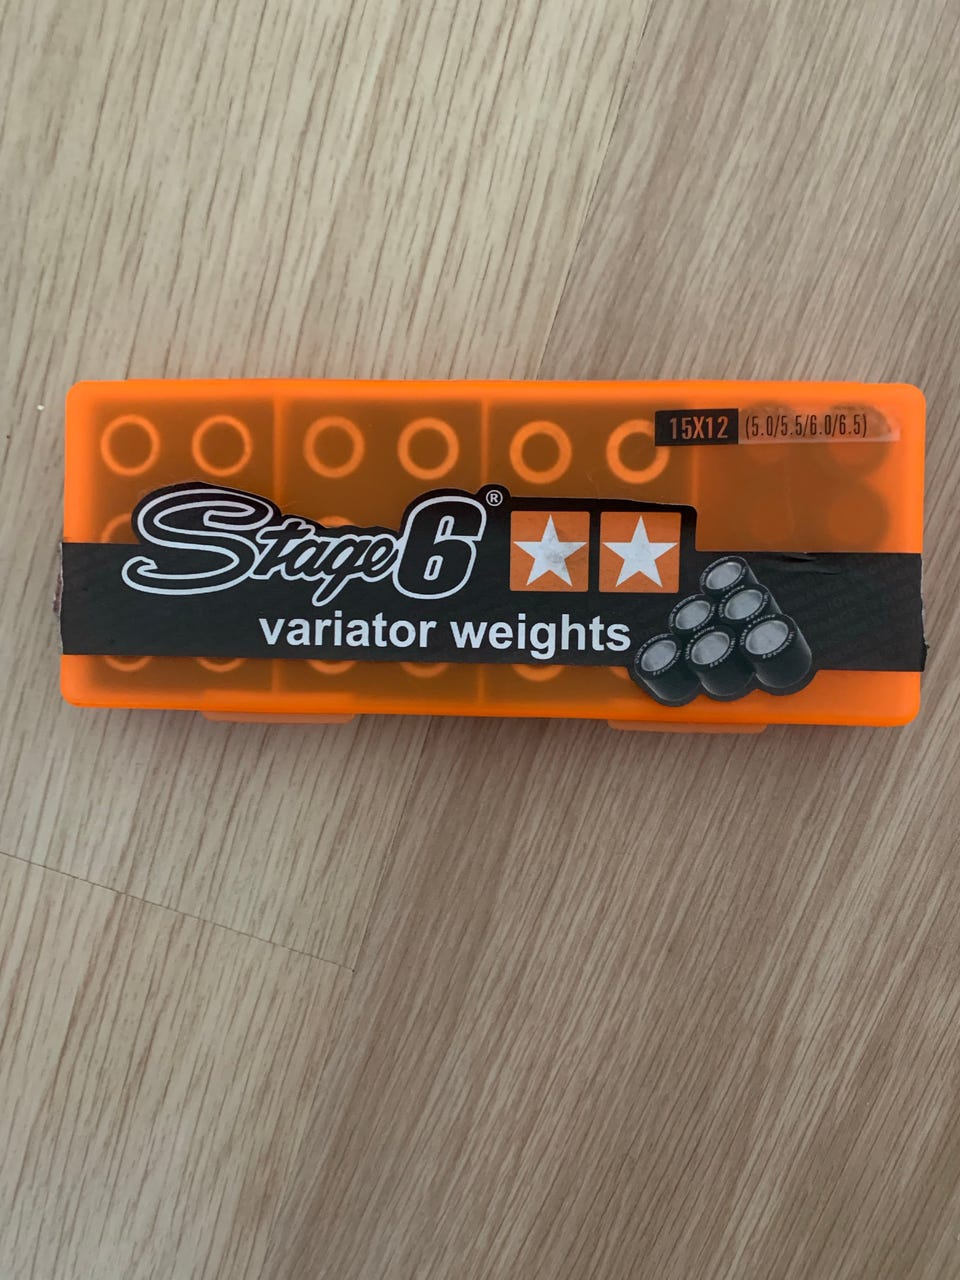 15X12 (5.0/5.5/6.0/6.5)
Stage6®
variator weights